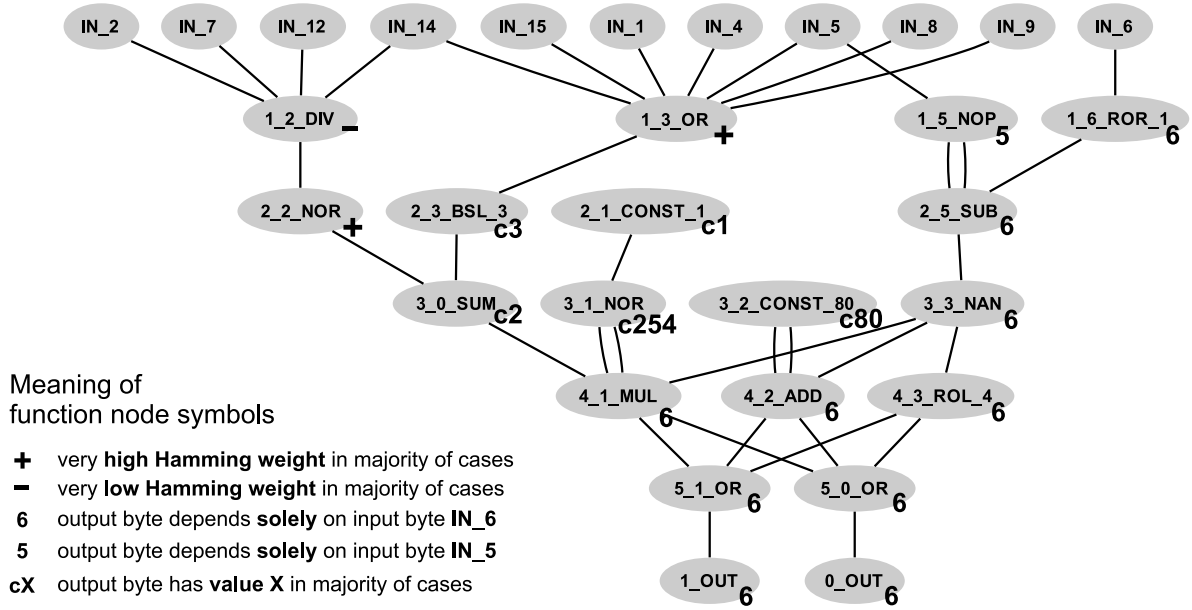 IN_2 IN_7 IN_12 IN_14 IN_15 IN_1 IN_4 IN_5 IN_8 IN_9 IN_6
1_2_DIV − 1_3_OR + 1_5_NOP 5 1_6_ROR_1 6
2_2_NOR + 2_3_BSL_3 c3 2_1_CONST_1 c1 2_5_SUB 6
3_0_SUM c2 3_1_NOR c254 3_2_CONST_80 c80 3_3_NAN 6
4_1_MUL 6 4_2_ADD 6 4_3_ROL_4 6
5_1_OR 6 5_0_OR 6
1_OUT 6 0_OUT 6
Meaning of
function node symbols
+ very high Hamming weight in majority of cases
− very low Hamming weight in majority of cases
6 output byte depends solely on input byte IN_6
5 output byte depends solely on input byte IN_5
cX output byte has value X in majority of cases